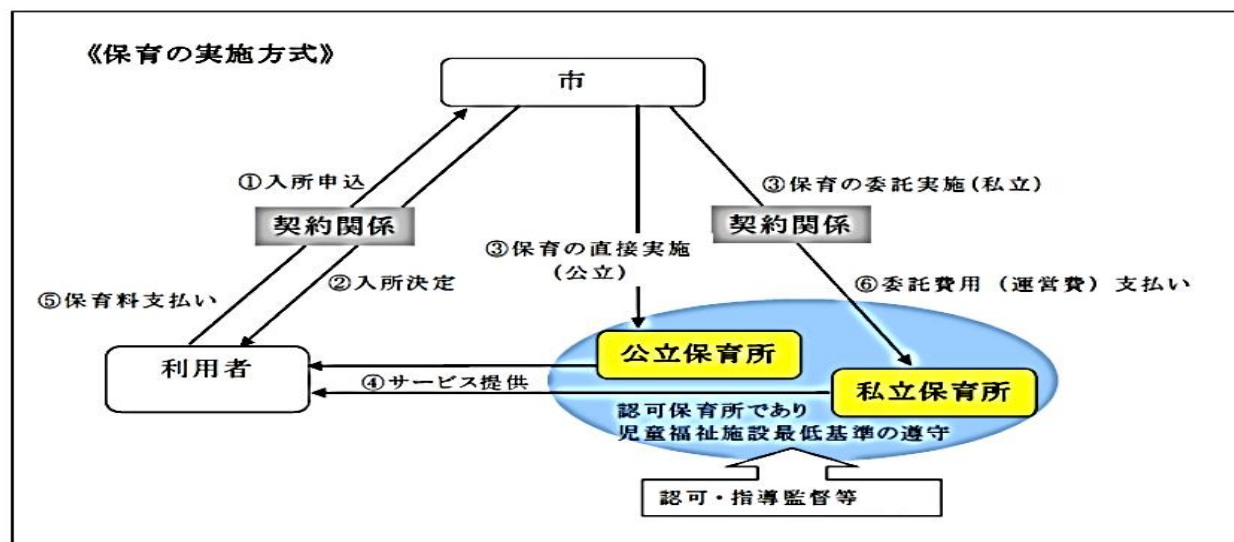 《保育の実施方式》
市
①入所申込
③保育の委託実施(私立)
契約関係
契約関係
③保育の直接実施
(公立)
②入所決定
⑤保育料支払い
⑥委託費用（運営費）支払い
公立保育所
利用者
④サービス提供
私立保育所
認可保育所であり
児童福祉施設最低基準の遵守
認可・指導監督等